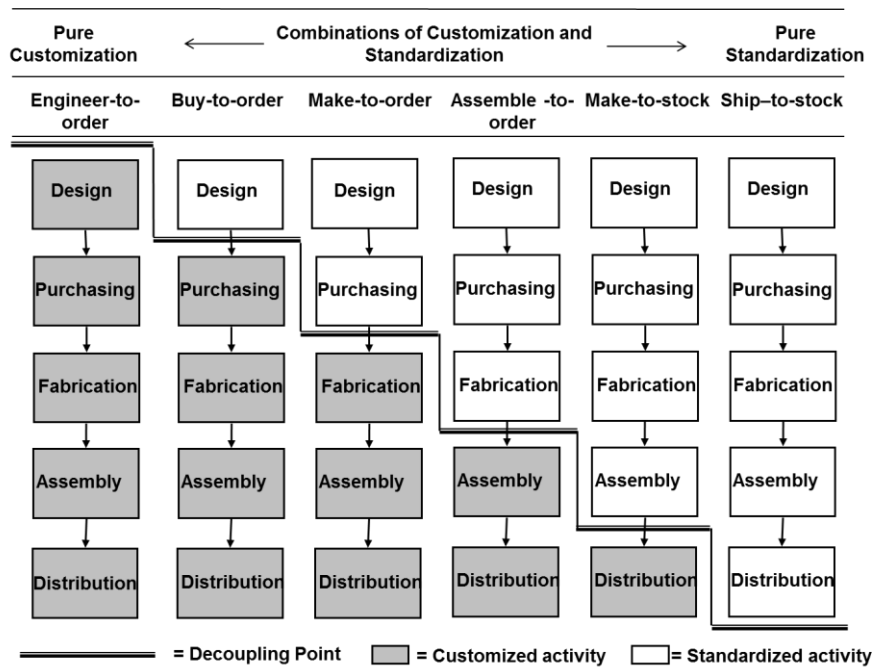 Pure Customization
Combinations of Customization and Standardization
Pure Standardization
Engineer-to-order
Buy-to-order
Make-to-order
Assemble -to-order
Make-to-stock
Ship–to-stock
Design
Design
Design
Design
Design
Design
Purchasing
Purchasing
Purchasing
Purchasing
Purchasing
Purchasing
Fabrication
Fabrication
Fabrication
Fabrication
Fabrication
Fabrication
Assembly
Assembly
Assembly
Assembly
Assembly
Assembly
Distribution
Distribution
Distribution
Distribution
Distribution
Distribution
= Decoupling Point
= Customized activity
= Standardized activity